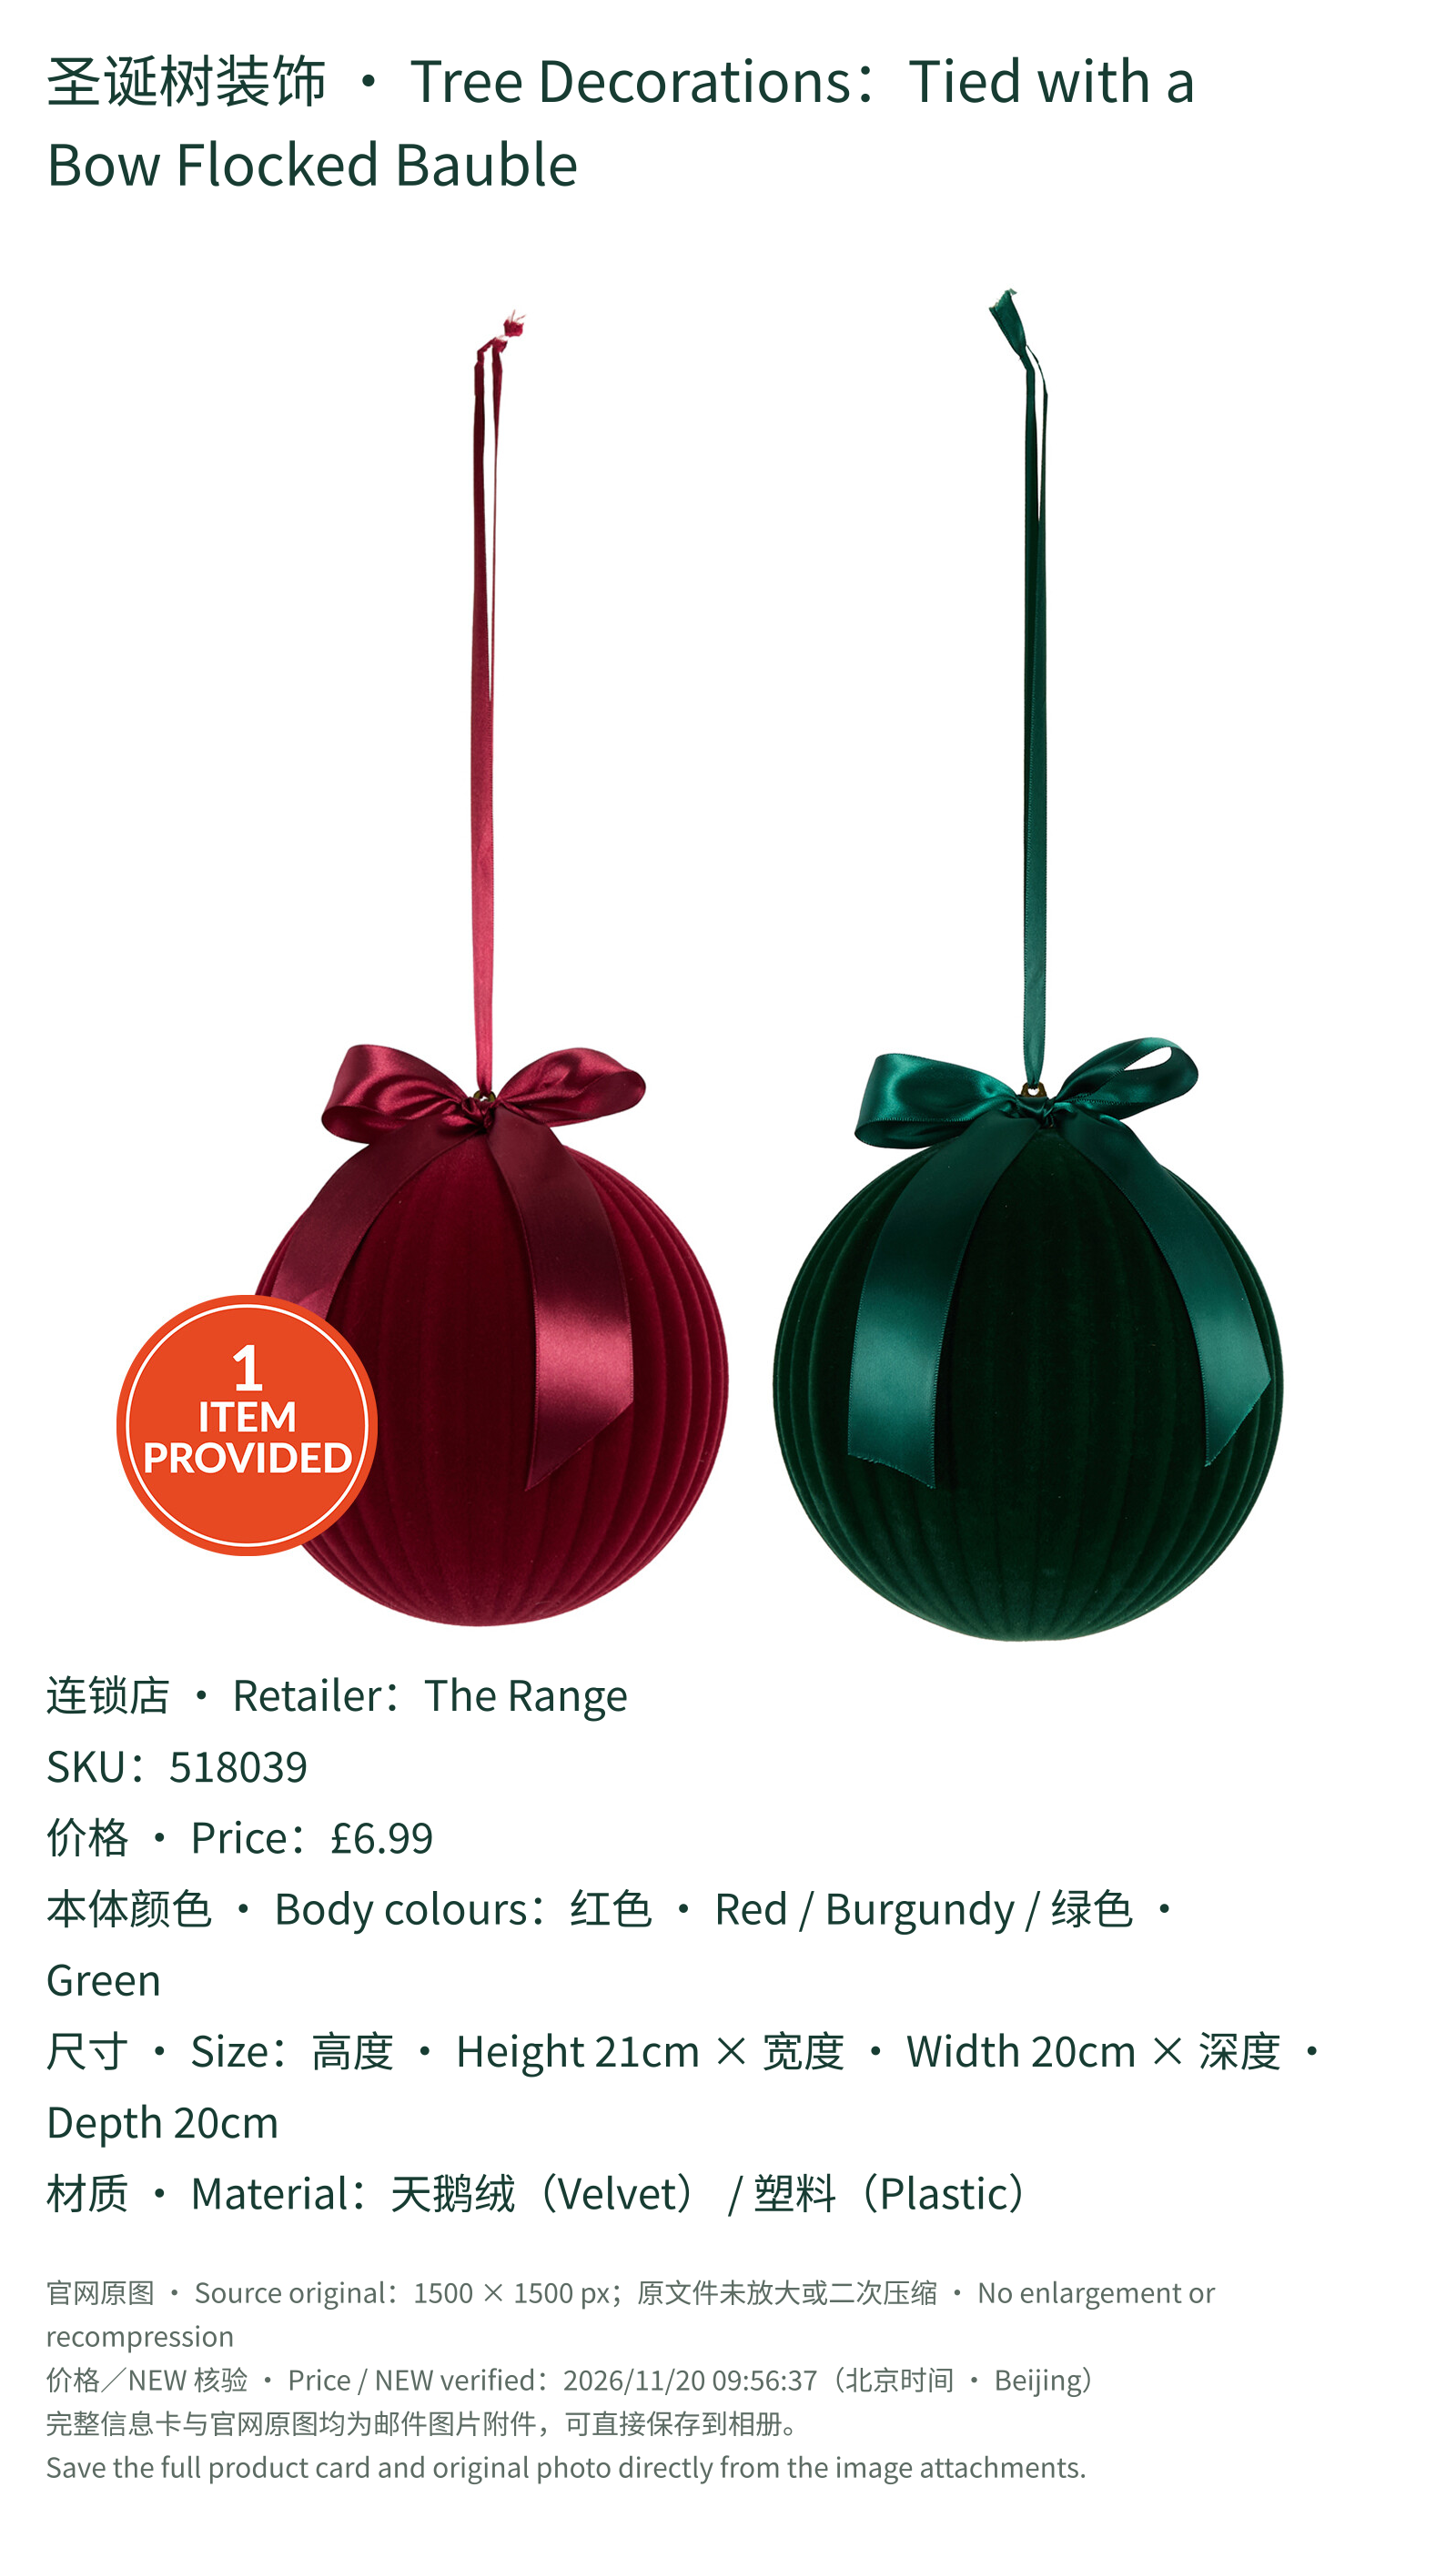 圣诞树装饰 · Tree Decorations：Tied with a
Bow Flocked Bauble
1
ITEM
PROVIDED
连锁店 · Retailer：The Range
SKU：518039
价格 · Price：£6.99
本体颜色 · Body colours：红色 · Red / Burgundy / 绿色 ·
Green
尺寸 · Size：高度 · Height 21cm × 宽度 · Width 20cm × 深度 ·
Depth 20cm
材质 · Material：天鹅绒（Velvet） / 塑料（Plastic）
官网原图 · Source original：1500 × 1500 px；原文件未放大或二次压缩 · No enlargement or
recompression
价格／NEW 核验 · Price / NEW verified：2026/11/20 09:56:37（北京时间 · Beijing）
完整信息卡与官网原图均为邮件图片附件，可直接保存到相册。
Save the full product card and original photo directly from the image attachments.